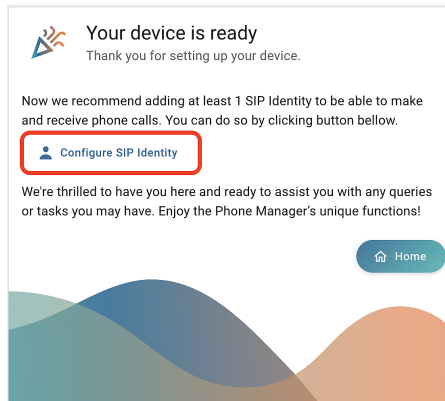 Your device is ready
Thank you for setting up your device.
Now we recommend adding at least 1 SIP Identity to be able to make
and receive phone calls. You can do so by clicking button bellow.
Configure SIP Identity
We're thrilled to have you here and ready to assist you with any queries
or tasks you may have. Enjoy the Phone Manager’s unique functions!
Home